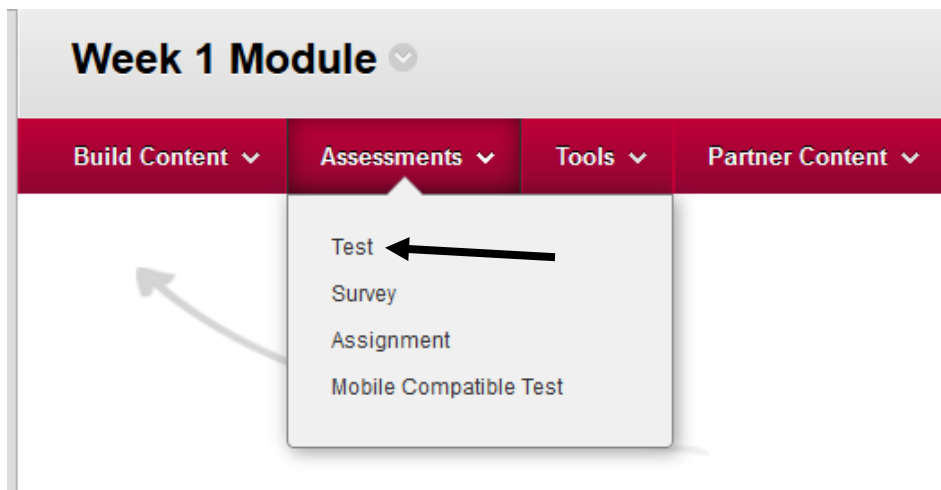 Week 1 Module
Build Content Assessments Tools Partner Content
Test
Survey
Assignment
Mobile Compatible Test